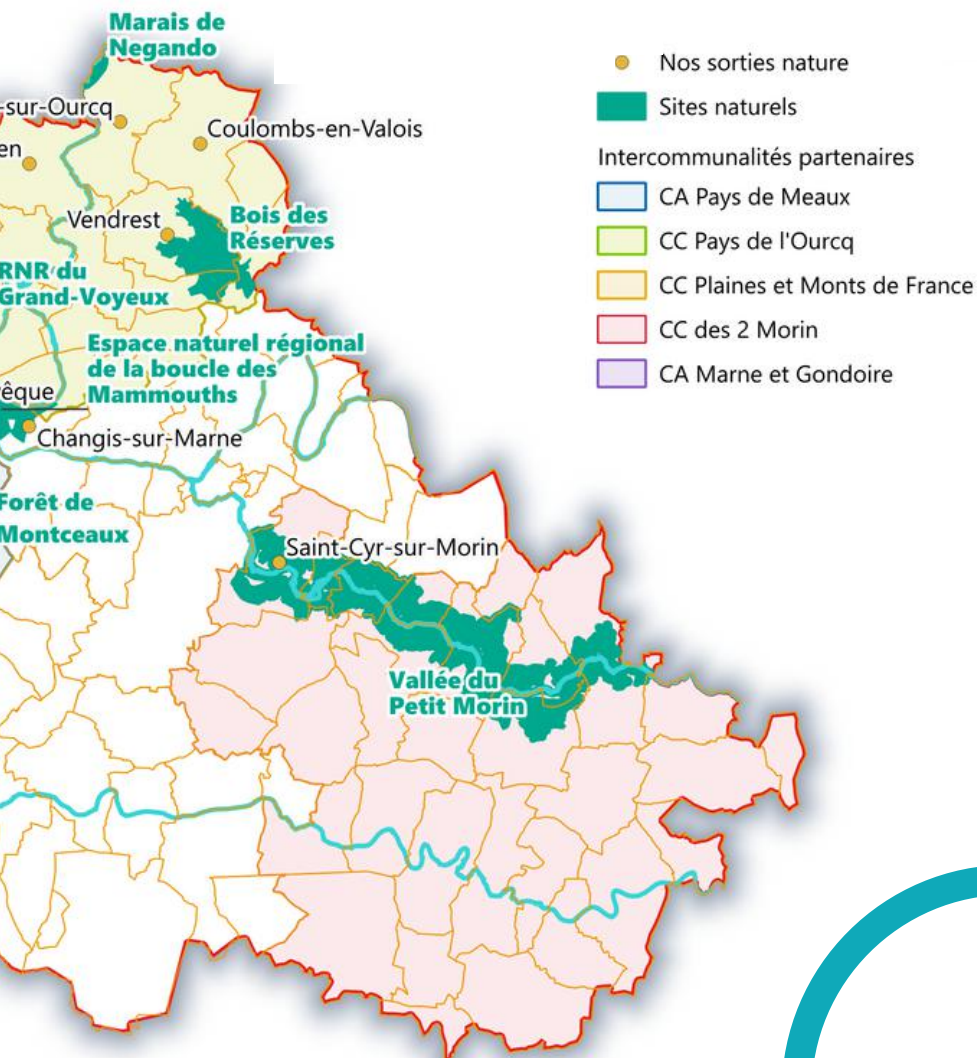 Marais de
Negando
-sur-Ourcq
en
Coulombs-en-Valois
Vendrest
Bois des
Réserves
RNR du
Grand-Voyeux
Espace naturel régional
de la boucle des
Mammouths
êque
Changis-sur-Marne
Forêt de
Montceaux
Saint-Cyr-sur-Morin
Vallée du
Petit Morin
Nos sorties nature
Sites naturels
Intercommunalités partenaires
CA Pays de Meaux
CC Pays de l'Ourcq
CC Plaines et Monts de France
CC des 2 Morin
CA Marne et Gondoire